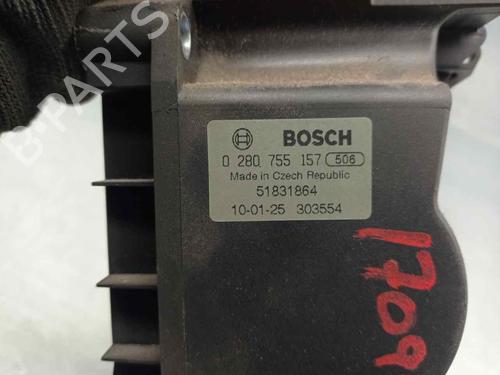 BOSCH
0 280 755 157 506
Made in Czech Republic
51831864
10-01-25 303554
1709
B-PARTS